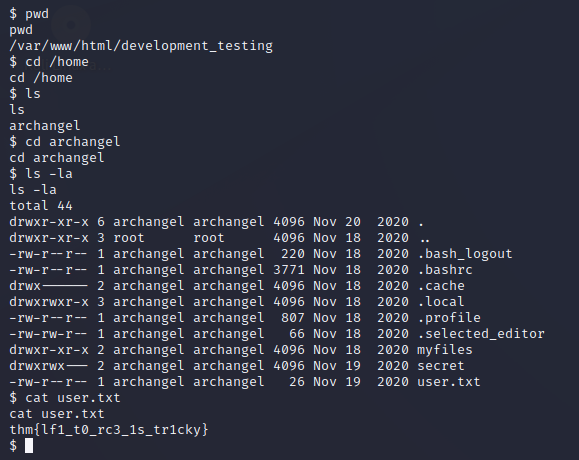 $ pwd
pwd
/var/www/html/development_testing
$ cd /home
cd /home
$ ls
ls
archangel
$ cd archangel
cd archangel
$ ls -la
ls -la
total 44
drwxr-xr-x 6 archangel archangel 4096 Nov 20  2020 .
drwxr-xr-x 3 root      root      4096 Nov 18  2020 ..
-rw-r--r-- 1 archangel archangel  220 Nov 18  2020 .bash_logout
-rw-r--r-- 1 archangel archangel 3771 Nov 18  2020 .bashrc
drwx------ 2 archangel archangel 4096 Nov 18  2020 .cache
drwxrwxr-x 3 archangel archangel 4096 Nov 18  2020 .local
-rw-r--r-- 1 archangel archangel  807 Nov 18  2020 .profile
-rw-rw-r-- 1 archangel archangel   66 Nov 18  2020 .selected_editor
drwxr-xr-x 2 archangel archangel 4096 Nov 18  2020 myfiles
drwxrwx--- 2 archangel archangel 4096 Nov 19  2020 secret
-rw-r--r-- 1 archangel archangel   26 Nov 19  2020 user.txt
$ cat user.txt
cat user.txt
thm{lf1_t0_rc3_1s_tr1cky}
$